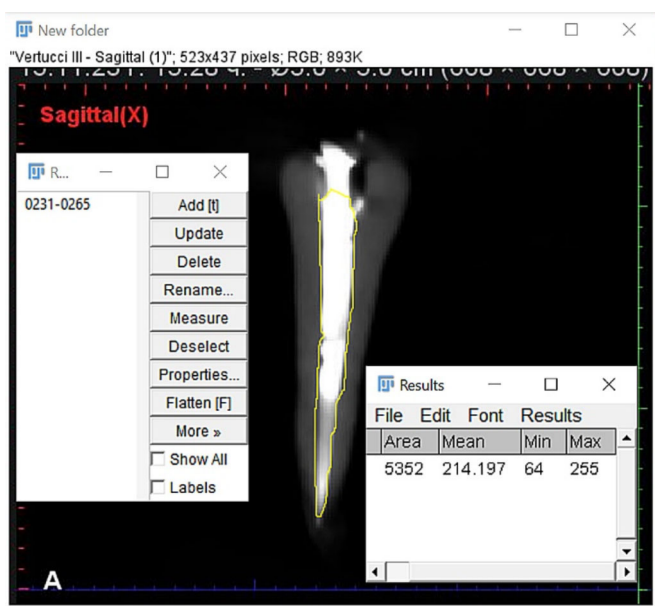 New folder
"Vertucci III - Sagittal (1)"; 523x437 pixels; RGB; 893K
Sagittal(X)
R...
0231-0265
Add [t]
Update
Delete
Rename...
Measure
Deselect
Properties...
Flatten [F]
More »
Show All
Labels
Results
File Edit Font Results
Area Mean Min Max
5352 214.197 64 255
A